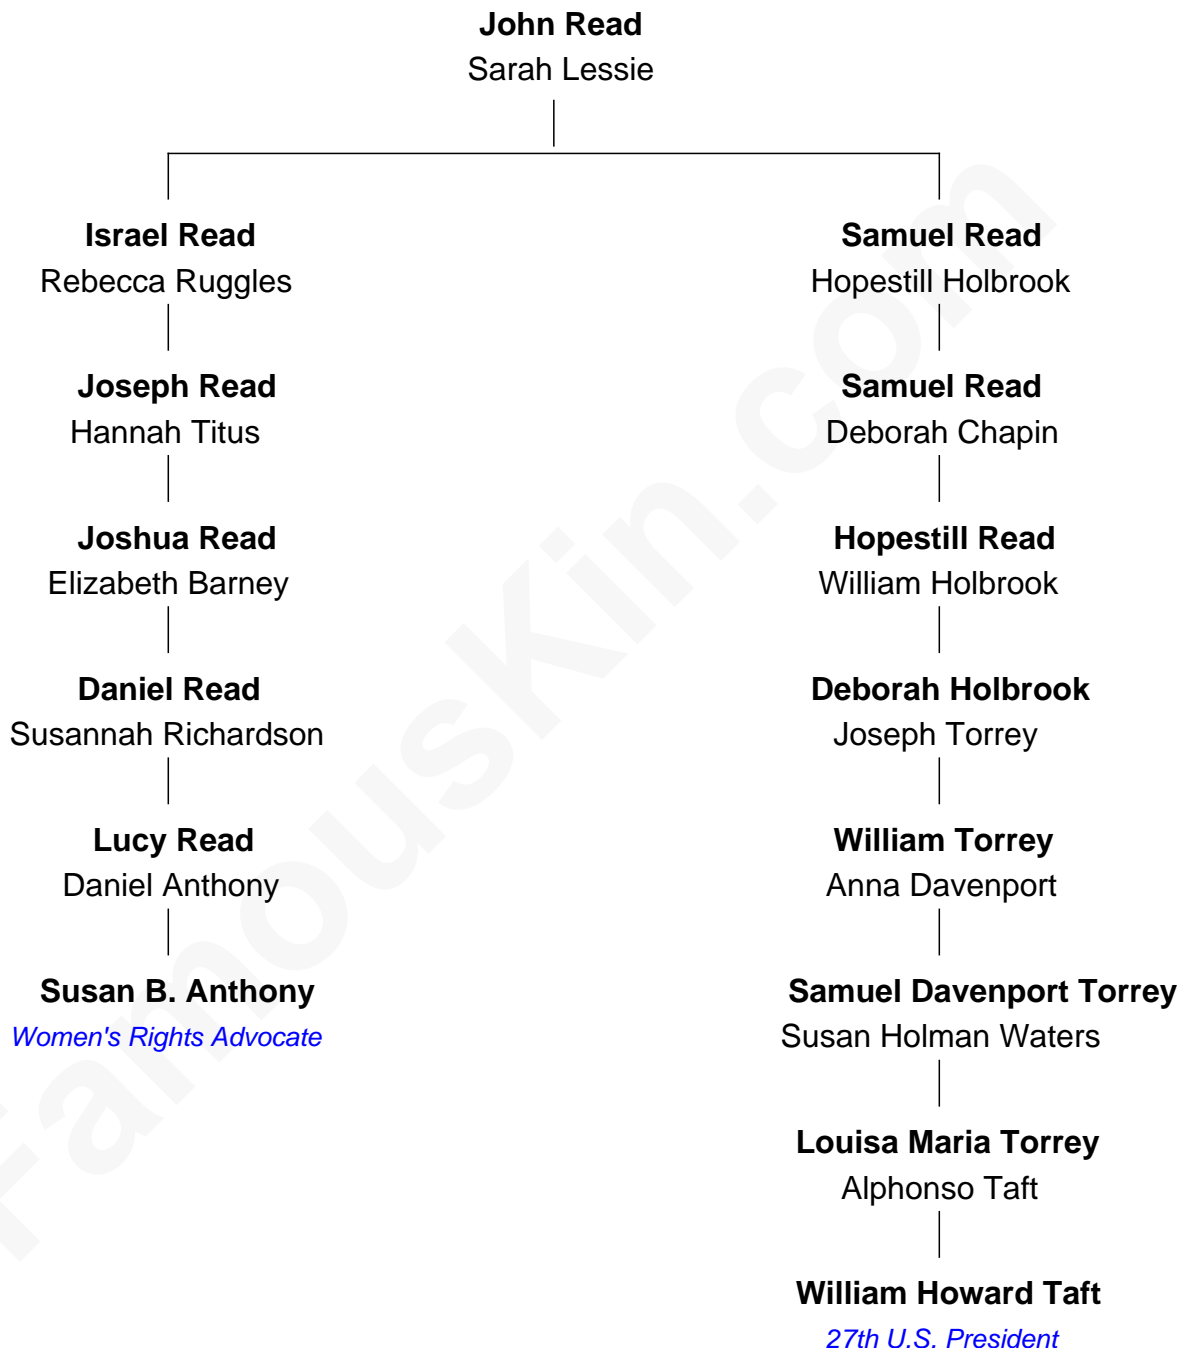 John Read
Sarah Lessie
Israel Read
Rebecca Ruggles
Joseph Read
Hannah Titus
Joshua Read
Elizabeth Barney
Daniel Read
Susannah Richardson
Lucy Read
Daniel Anthony
Susan B. Anthony
Women's Rights Advocate
Samuel Read
Hopestill Holbrook
Samuel Read
Deborah Chapin
Hopestill Read
William Holbrook
Deborah Holbrook
Joseph Torrey
William Torrey
Anna Davenport
Samuel Davenport Torrey
Susan Holman Waters
Louisa Maria Torrey
Alphonso Taft
William Howard Taft
27th U.S. President
FamousKin.com